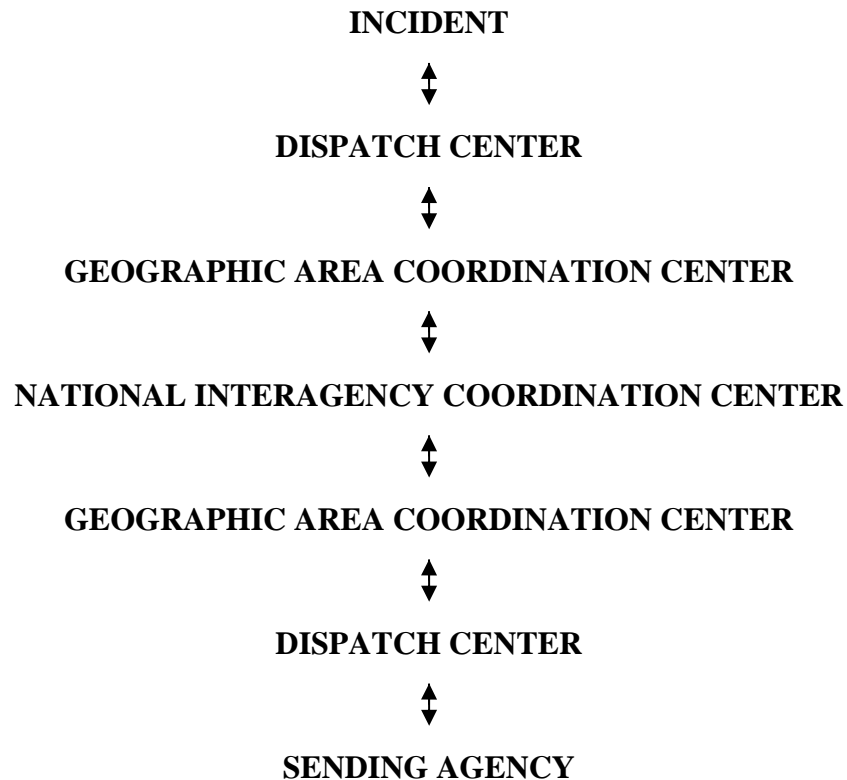 INCIDENT
DISPATCH CENTER
GEOGRAPHIC AREA COORDINATION CENTER
NATIONAL INTERAGENCY COORDINATION CENTER
GEOGRAPHIC AREA COORDINATION CENTER
DISPATCH CENTER
SENDING AGENCY